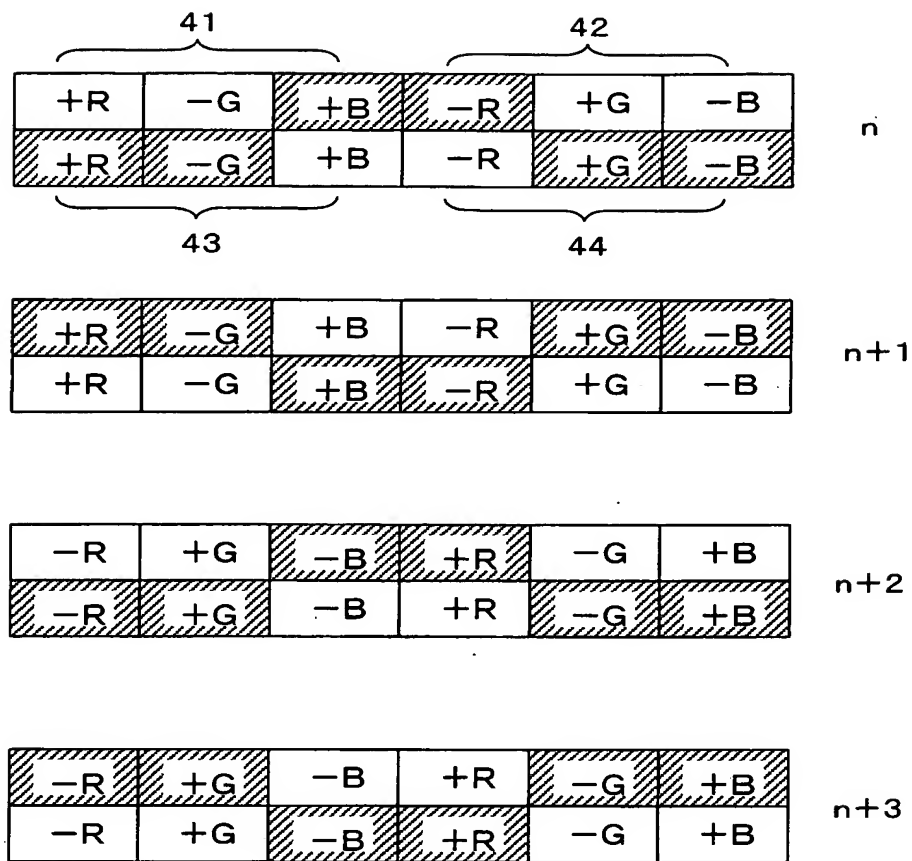 41 42
+R −G +B −R +G −B
n
+R −G +B −R +G −B
43 44
+R −G +B −R +G −B
n+1
+R −G +B −R +G −B
−R +G −B +R −G +B
n+2
−R +G −B +R −G +B
−R +G −B +R −G +B
n+3
−R +G −B +R −G +B